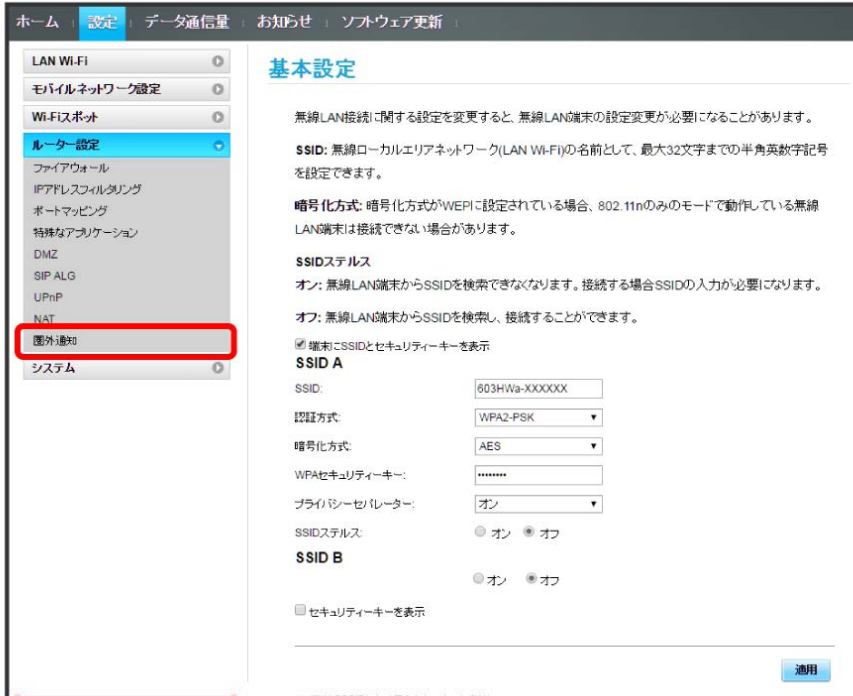 ホーム 設定 データ通信量 お知らせ ソフトウェア更新
LAN Wi-Fi
モバイルネットワーク設定
Wi-Fiスポット
ルーター設定
ファイアウォール
IPアドレスフィルタリング
ポートマッピング
特殊なアプリケーション
DMZ
SIP ALG
UPnP
NAT
圏外通知
システム
基本設定
無線LAN接続に関する設定を変更すると、無線LAN端末の設定変更が必要になることがあります。
SSID: 無線ローカルエリアネットワーク(LAN Wi-Fi)の名前として、最大32文字までの半角英数字記号
を設定できます。
暗号化方式: 暗号化方式がWEPに設定されている場合、802.11nのみのモードで動作している無線
LAN端末は接続できない場合があります。
SSIDステルス
オン: 無線LAN端末からSSIDを検索できなくなります。接続する場合SSIDの入力が必要になります。
オフ: 無線LAN端末からSSIDを検索し、接続することができます。
端末にSSIDとセキュリティーキーを表示
SSID A
SSID: 603HWa-XXXXXX
認証方式: WPA2-PSK
暗号化方式: AES
WPAセキュリティーキー: ••••••••
プライバシーセパレーター: オン
SSIDステルス: オン オフ
SSID B
オン オフ
セキュリティーキーを表示
適用